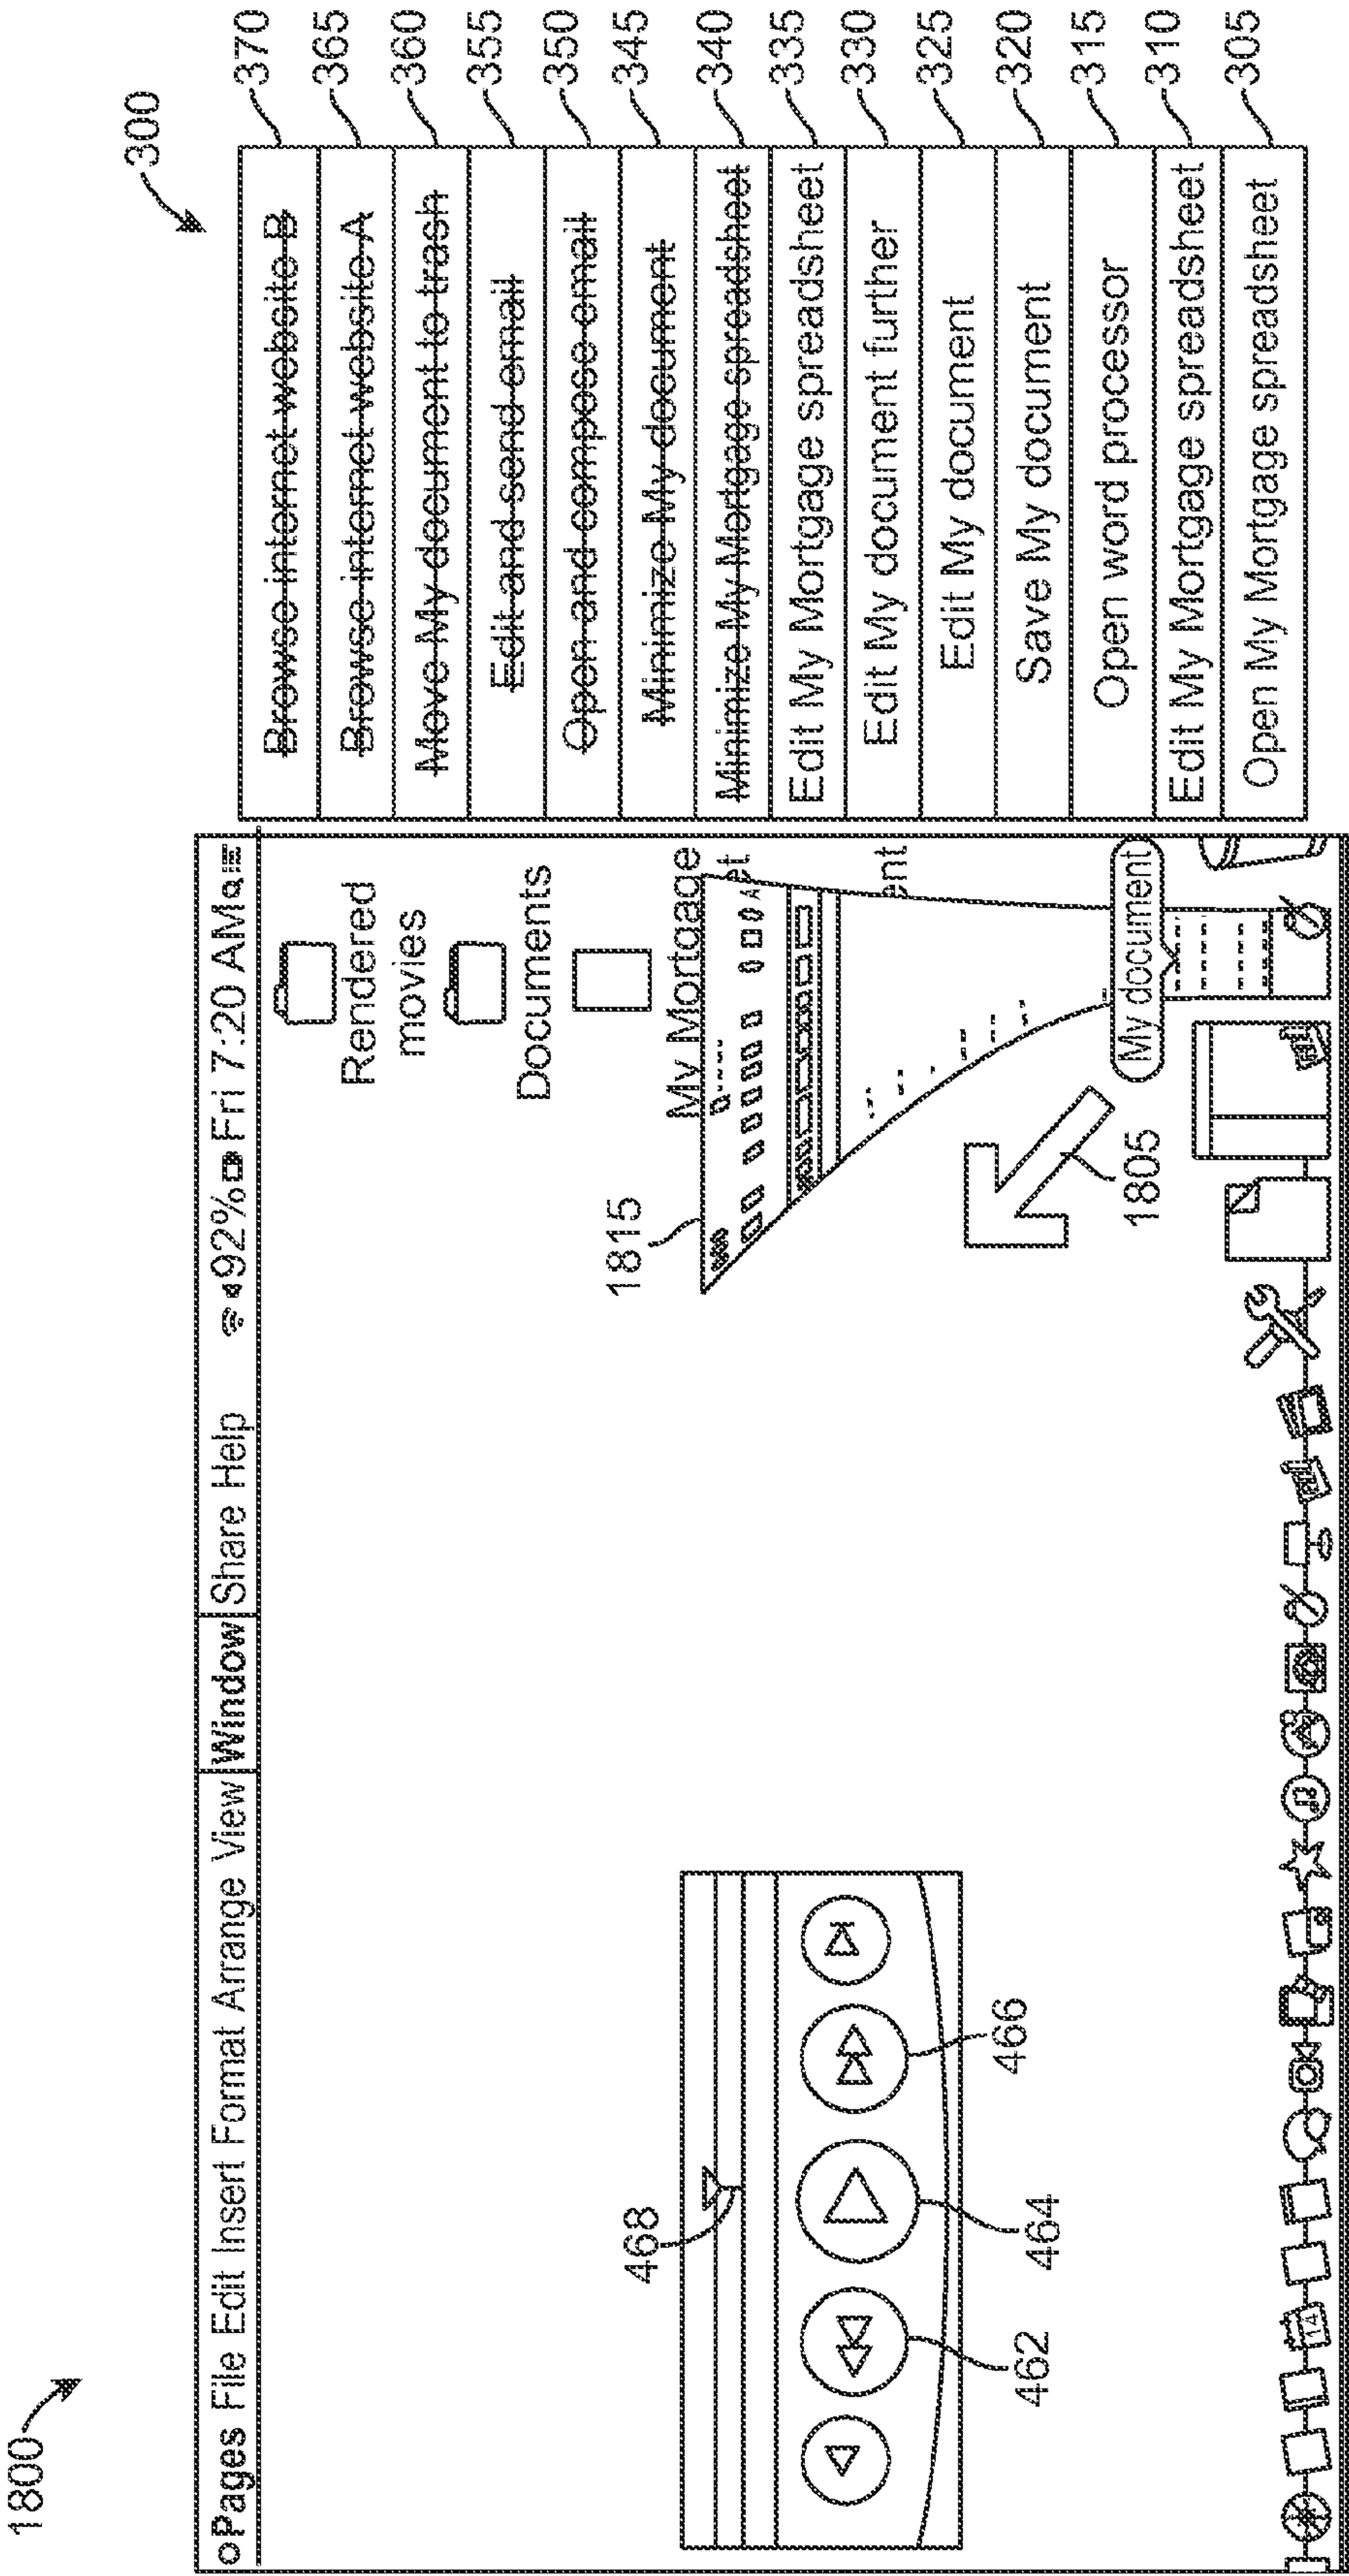 1800
Pages File Edit Insert Format Arrange View Window Share Help 92% Fri 7:20 AM
Rendered
movies
Documents
My Mortgage
et
ent
1815
1805
My document
468
462
464
466
14
300
Browse internet website B 370
Browse internet website A 365
Move My document to trash 360
Edit and send email 355
Open and compose email 350
Minimize My document 345
Minimize My Mortgage spreadsheet 340
Edit My Mortgage spreadsheet 335
Edit My document further 330
Edit My document 325
Save My document 320
Open word processor 315
Edit My Mortgage spreadsheet 310
Open My Mortgage spreadsheet 305